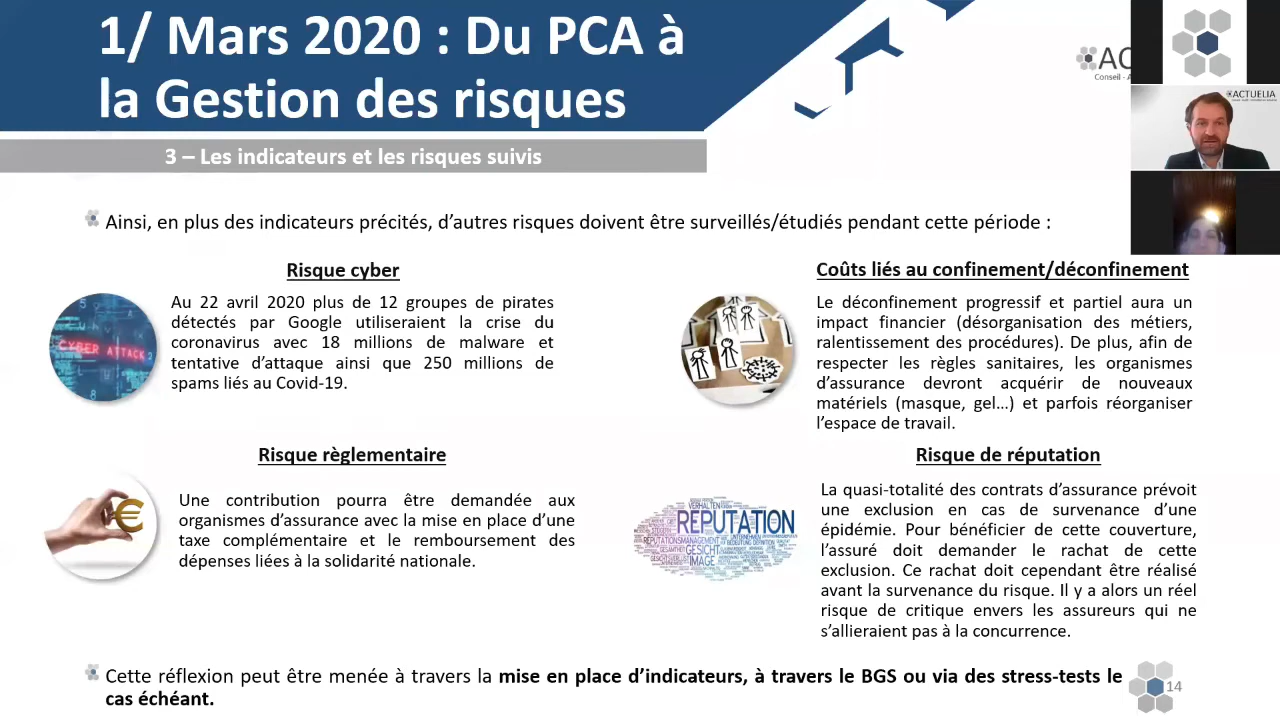 1/ Mars 2020 : Du PCA à
la Gestion des risques
AC
Conseil - A
ACTUELIA
3 – Les indicateurs et les risques suivis
Ainsi, en plus des indicateurs précités, d’autres risques doivent être surveillés/étudiés pendant cette période :
Risque cyber
Au 22 avril 2020 plus de 12 groupes de pirates
détectés par Google utiliseraient la crise du
coronavirus avec 18 millions de malware et
tentative d’attaque ainsi que 250 millions de
spams liés au Covid-19.
CYBER ATTACK
Coûts liés au confinement/déconfinement
Le déconfinement progressif et partiel aura un
impact financier (désorganisation des métiers,
ralentissement des procédures). De plus, afin de
respecter les règles sanitaires, les organismes
d’assurance devront acquérir de nouveaux
matériels (masque, gel…) et parfois réorganiser
l’espace de travail.
Risque règlementaire
Une contribution pourra être demandée aux
organismes d’assurance avec la mise en place d’une
taxe complémentaire et le remboursement des
dépenses liées à la solidarité nationale.
€
Risque de réputation
La quasi-totalité des contrats d’assurance prévoit
une exclusion en cas de survenance d’une
épidémie. Pour bénéficier de cette couverture,
l’assuré doit demander le rachat de cette
exclusion. Ce rachat doit cependant être réalisé
avant la survenance du risque. Il y a alors un réel
risque de critique envers les assureurs qui ne
s’allieraient pas à la concurrence.
VERHALTEN
REPUTATION
REPUTATIONSMANAGEMENT
GESICHT
IMAGE
Cette réflexion peut être menée à travers la mise en place d’indicateurs, à travers le BGS ou via des stress-tests le
cas échéant.
14